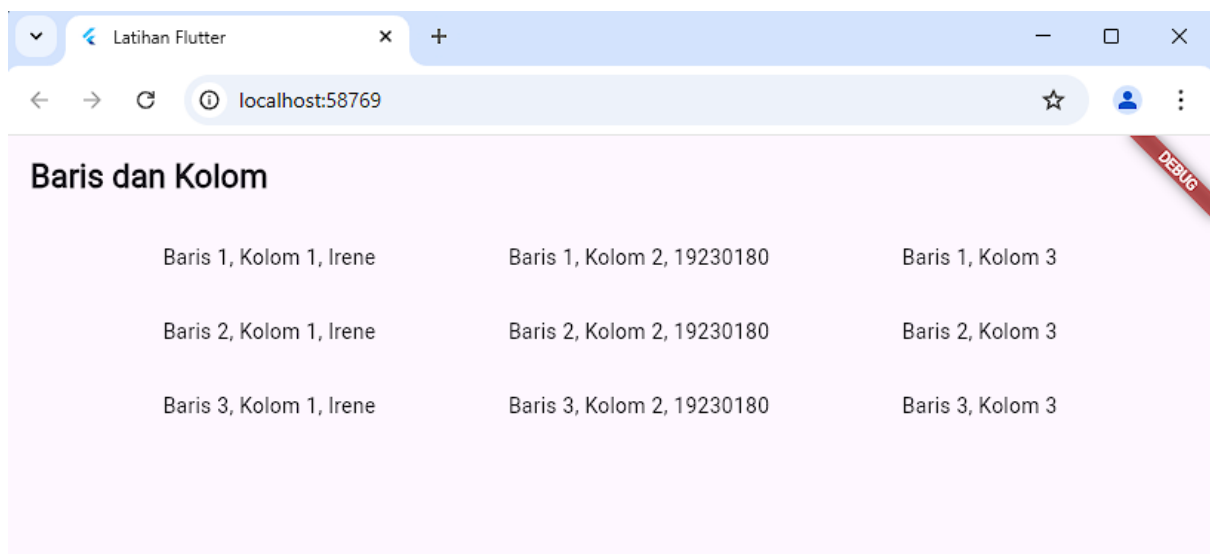 Latihan Flutter
localhost:58769
DEBUG
Baris dan Kolom
Baris 1, Kolom 1, Irene Baris 1, Kolom 2, 19230180 Baris 1, Kolom 3
Baris 2, Kolom 1, Irene Baris 2, Kolom 2, 19230180 Baris 2, Kolom 3
Baris 3, Kolom 1, Irene Baris 3, Kolom 2, 19230180 Baris 3, Kolom 3